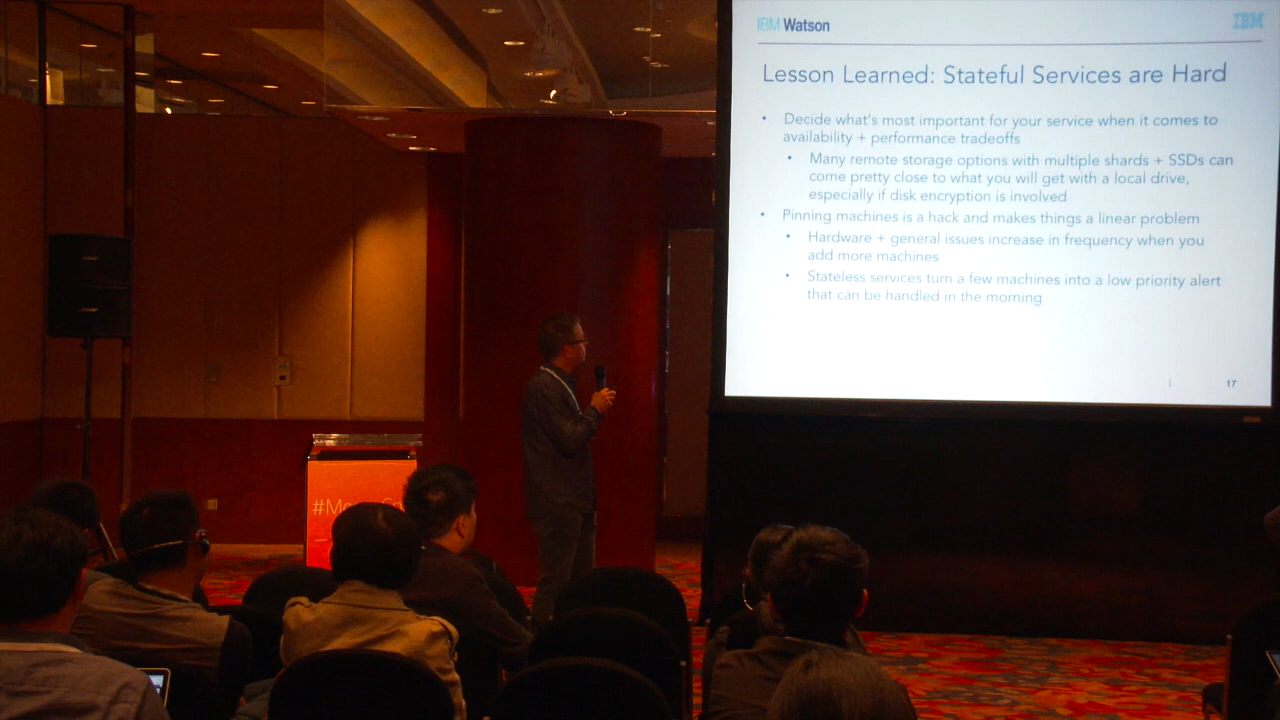 IBM Watson
IBM
Lesson Learned: Stateful Services are Hard
• Decide what's most important for your service when it comes to
availability + performance tradeoffs
• Many remote storage options with multiple shards + SSDs can
come pretty close to what you will get with a local drive,
especially if disk encryption is involved
• Pinning machines is a hack and makes things a linear problem
• Hardware + general issues increase in frequency when you
add more machines
• Stateless services turn a few machines into a low priority alert
that can be handled in the morning
| 17